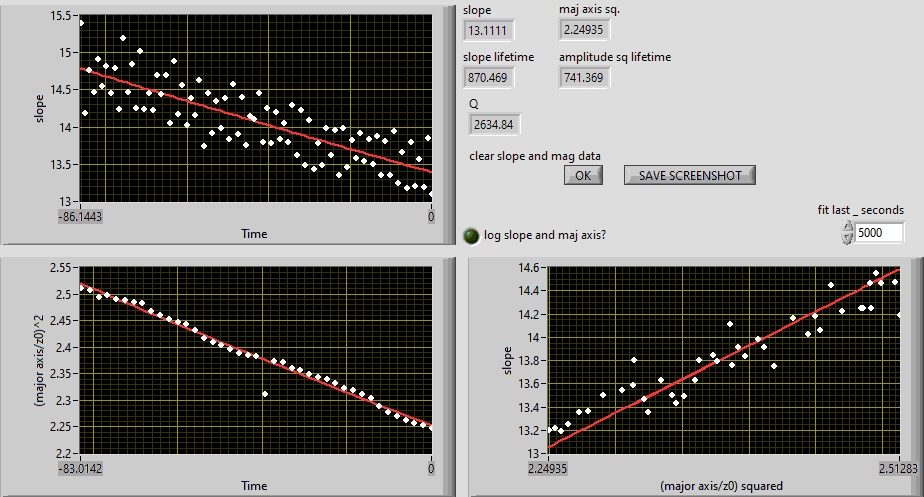 15.5
15
14.5
14
13.5
13
slope
-86.1443
0
Time
slope
13.1111
maj axis sq.
2.24935
slope lifetime
870.469
amplitude sq lifetime
741.369
Q
2634.84
clear slope and mag data
OK
SAVE SCREENSHOT
fit last _ seconds
5000
log slope and maj axis?
2.55
2.5
2.45
2.4
2.35
2.3
2.25
2.2
(major axis/z0)^2
-83.0142
0
Time
14.6
14.4
14.2
14
13.8
13.6
13.4
13.2
13
slope
2.24935
2.51283
(major axis/z0) squared